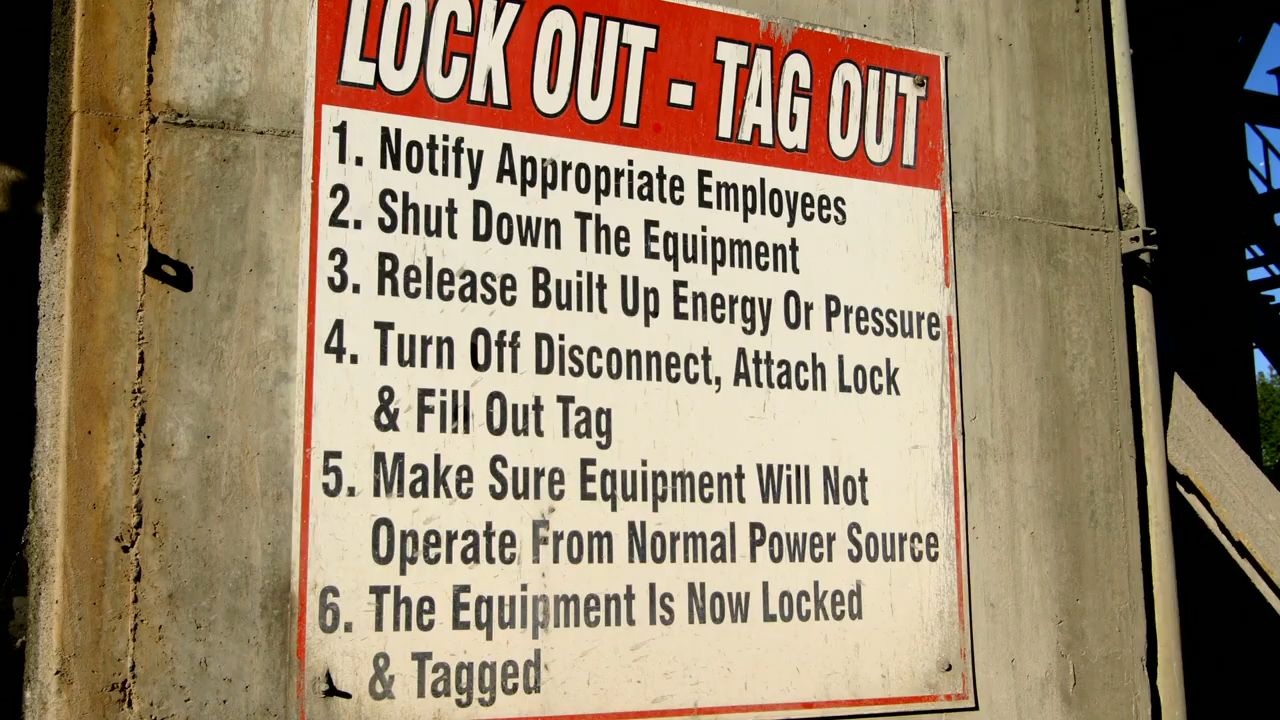 LOCK OUT - TAG OUT
1. Notify Appropriate Employees
2. Shut Down The Equipment
3. Release Built Up Energy Or Pressure
4. Turn Off Disconnect, Attach Lock
& Fill Out Tag
5. Make Sure Equipment Will Not
Operate From Normal Power Source
6. The Equipment Is Now Locked
& Tagged